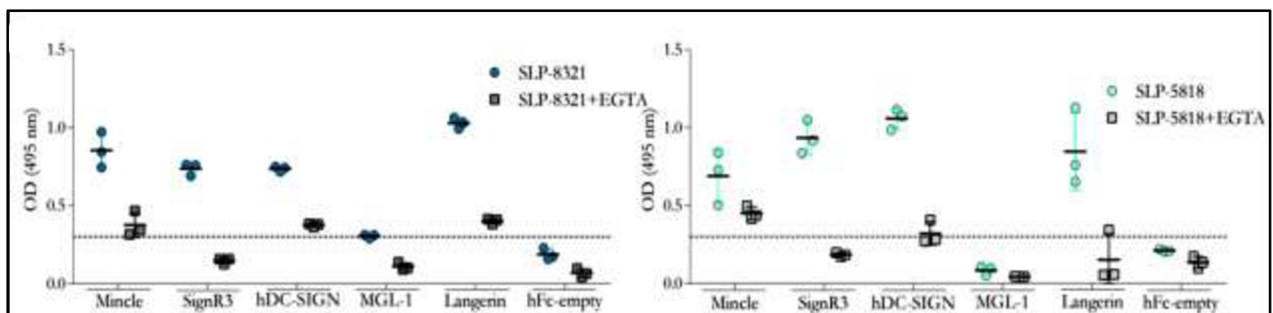 1.5
1.0
0.5
0.0
OD (495 nm)
SLP-8321
SLP-8321+EGTA
Mincle SignR3 hDC-SIGN MGL-1 Langerin hFc-empty
1.5
1.0
0.5
0.0
OD (495 nm)
SLP-5818
SLP-5818+EGTA
Mincle SignR3 hDC-SIGN MGL-1 Langerin hFc-empty